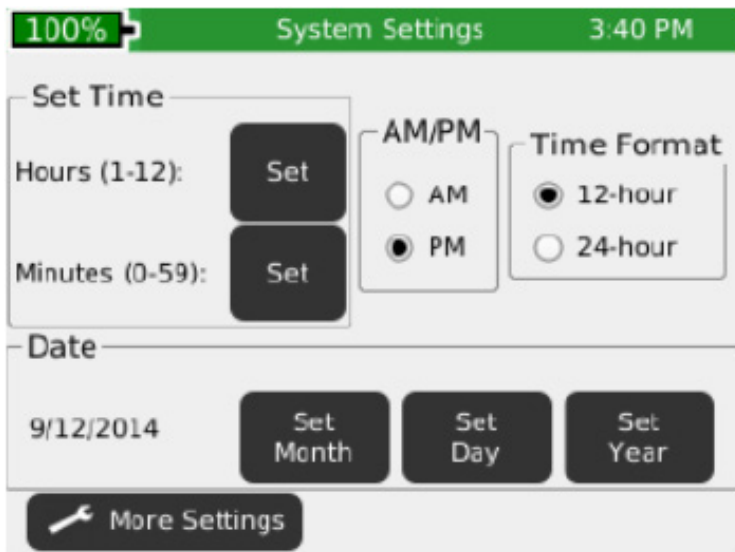 100% System Settings 3:40 PM
Set Time
Hours (1-12): Set
Minutes (0-59): Set
AM/PM
AM
PM
Time Format
12-hour
24-hour
Date
9/12/2014
Set Month
Set Day
Set Year
More Settings